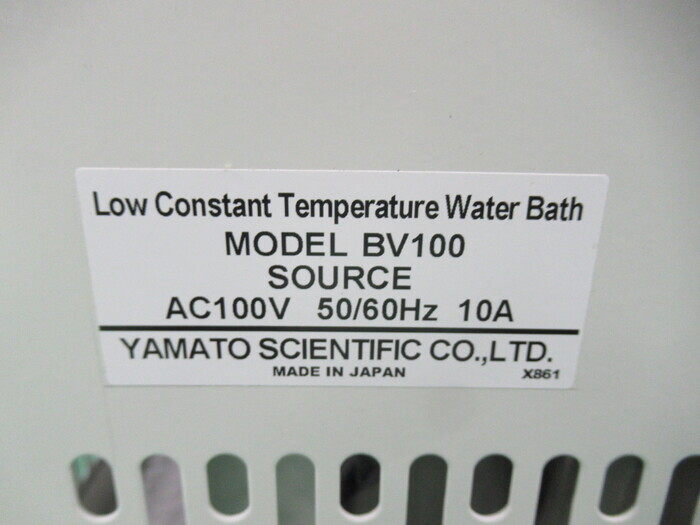 Low Constant Temperature Water Bath
MODEL BV100
SOURCE
AC100V 50/60Hz 10A
YAMATO SCIENTIFIC CO.,LTD.
MADE IN JAPAN X861